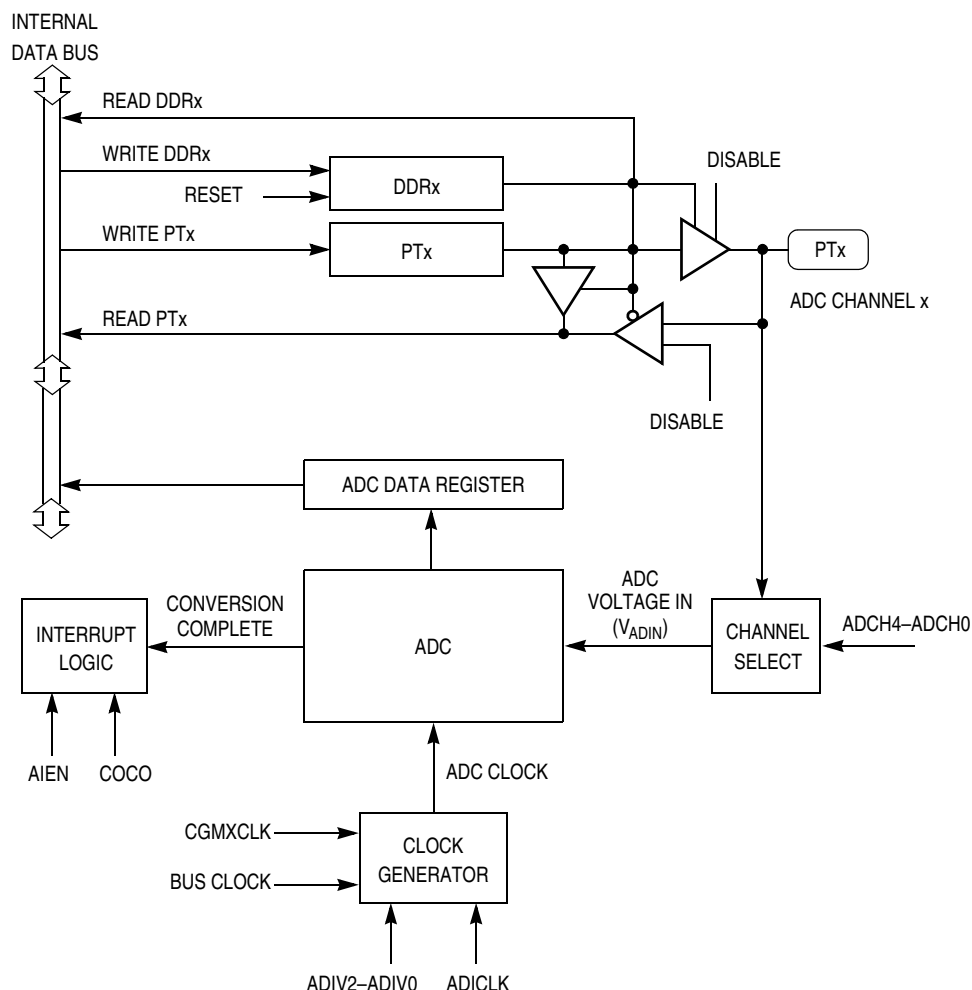 INTERNAL
DATA BUS
READ DDRx
WRITE DDRx
DISABLE
RESET
DDRx
WRITE PTx
PTx
PTx
ADC CHANNEL x
READ PTx
DISABLE
ADC DATA REGISTER
INTERRUPT
LOGIC
CONVERSION
COMPLETE
ADC
ADC
VOLTAGE IN
(VADIN)
CHANNEL
SELECT
ADCH4–ADCH0
AIEN
COCO
ADC CLOCK
CGMXCLK
BUS CLOCK
CLOCK
GENERATOR
ADIV2–ADIV0
ADICLK